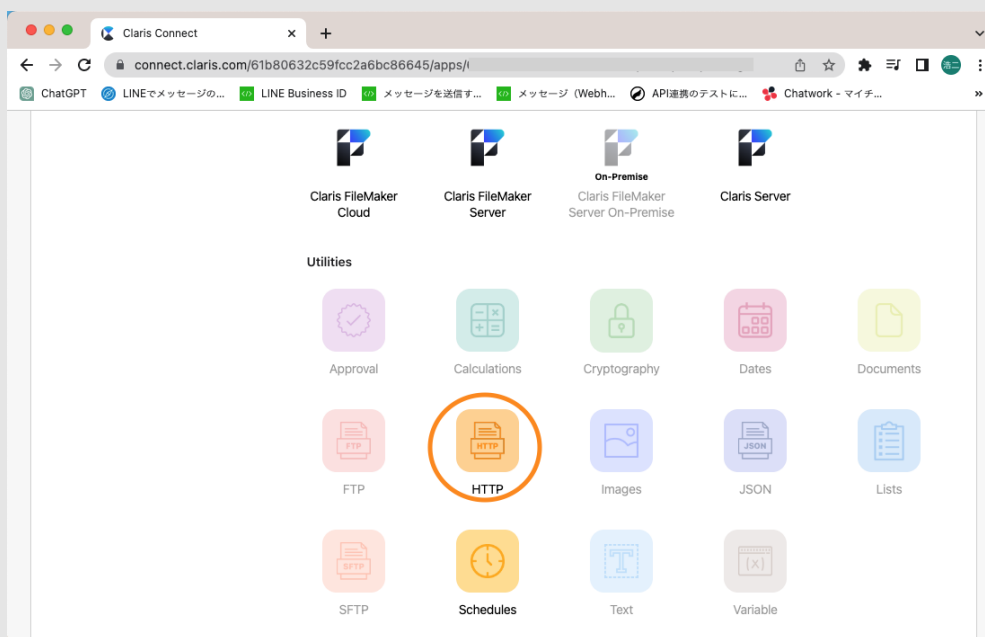 Claris Connect
connect.claris.com/61b80632c59fcc2a6bc86645/apps/
浩二
ChatGPT
LINEでメッセージの...
LINE Business ID
メッセージを送信す...
メッセージ（Webh...
API連携のテストに...
Chatwork - マイチ...
On-Premise
Claris FileMaker
Cloud
Claris FileMaker
Server
Claris FileMaker
Server On-Premise
Claris Server
Utilities
Approval
Calculations
Cryptography
Dates
Documents
FTP
HTTP
JSON
FTP
HTTP
Images
JSON
Lists
SFTP
T
[x]
SFTP
Schedules
Text
Variable